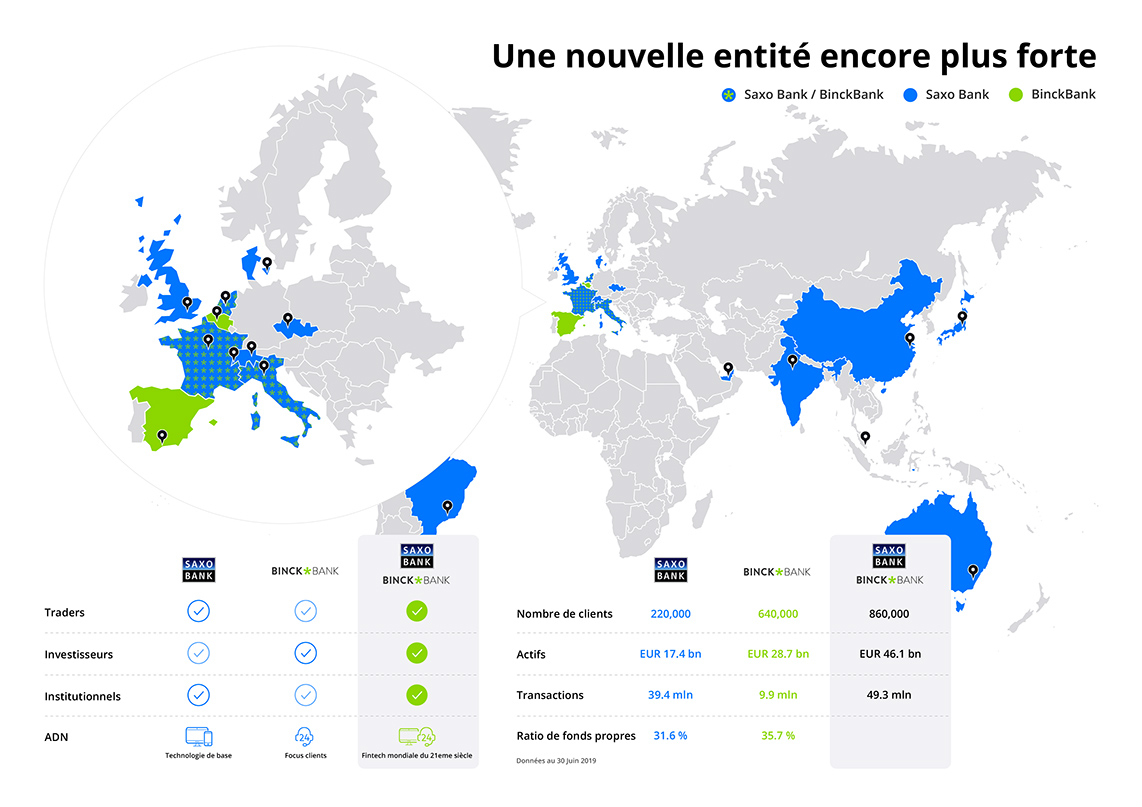 Une nouvelle entité encore plus forte
Saxo Bank / BinckBank Saxo Bank BinckBank
SAXO BANK BINCK BANK SAXO BANK BINCK BANK
Traders
Investisseurs
Institutionnels
ADN 24 24
Technologie de base Focus clients Fintech mondiale du 21eme siècle
SAXO BANK BINCK BANK SAXO BANK BINCK BANK
Nombre de clients 220,000 640,000 860,000
Actifs EUR 17.4 bn EUR 28.7 bn EUR 46.1 bn
Transactions 39.4 mln 9.9 mln 49.3 mln
Ratio de fonds propres 31.6 % 35.7 %
Données au 30 Juin 2019